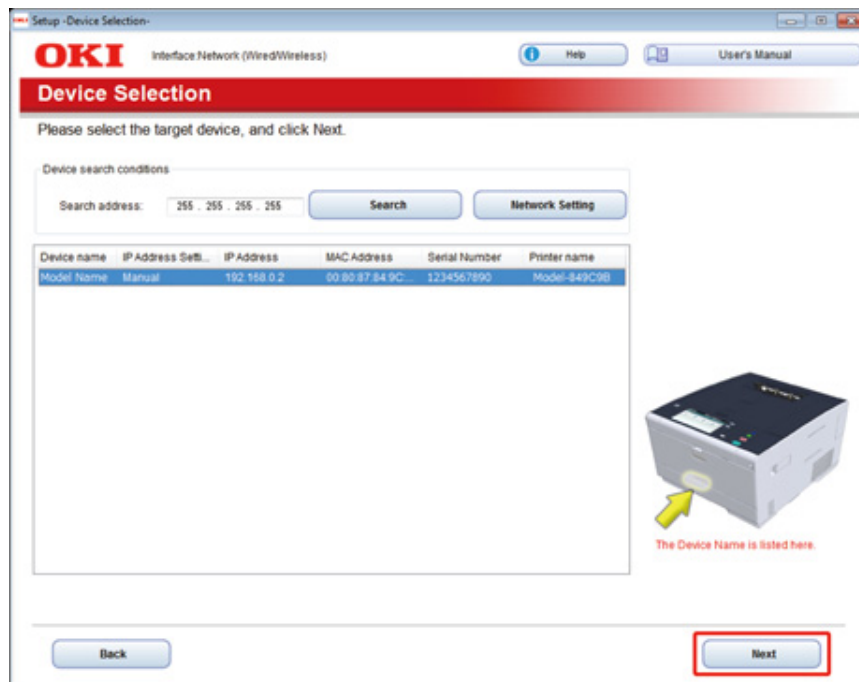 Setup -Device Selection-
OKI Interface:Network (Wired/Wireless) Help User's Manual
Device Selection
Please select the target device, and click Next.
Device search conditions
Search address: 255 . 255 . 255 . 255 Search Network Setting
Device name IP Address Setti... IP Address MAC Address Serial Number Printer name
Model Name Manual 192.168.0.2 00:80:87:84:9C... 1234567890 Model-849C9B
The Device Name is listed here.
Back Next